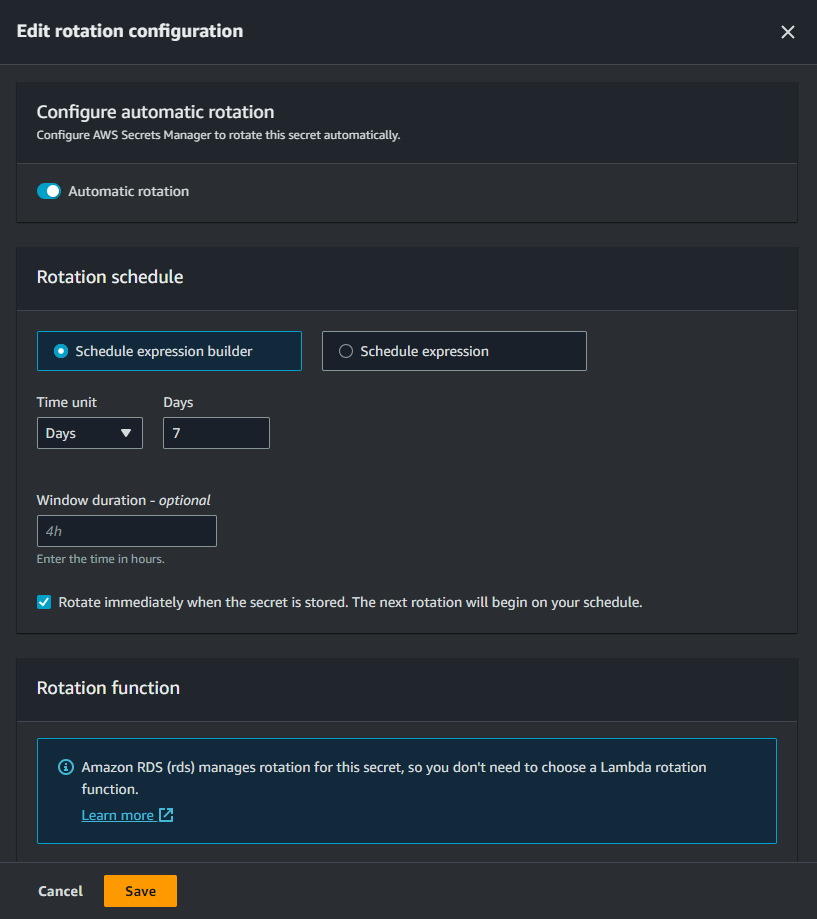 Edit rotation configuration
Configure automatic rotation
Configure AWS Secrets Manager to rotate this secret automatically.
Automatic rotation
Rotation schedule
Schedule expression builder
Schedule expression
Time unit
Days
Days
7
Window duration - optional
4h
Enter the time in hours.
Rotate immediately when the secret is stored. The next rotation will begin on your schedule.
Rotation function
Amazon RDS (rds) manages rotation for this secret, so you don't need to choose a Lambda rotation
function.
Learn more
Cancel
Save